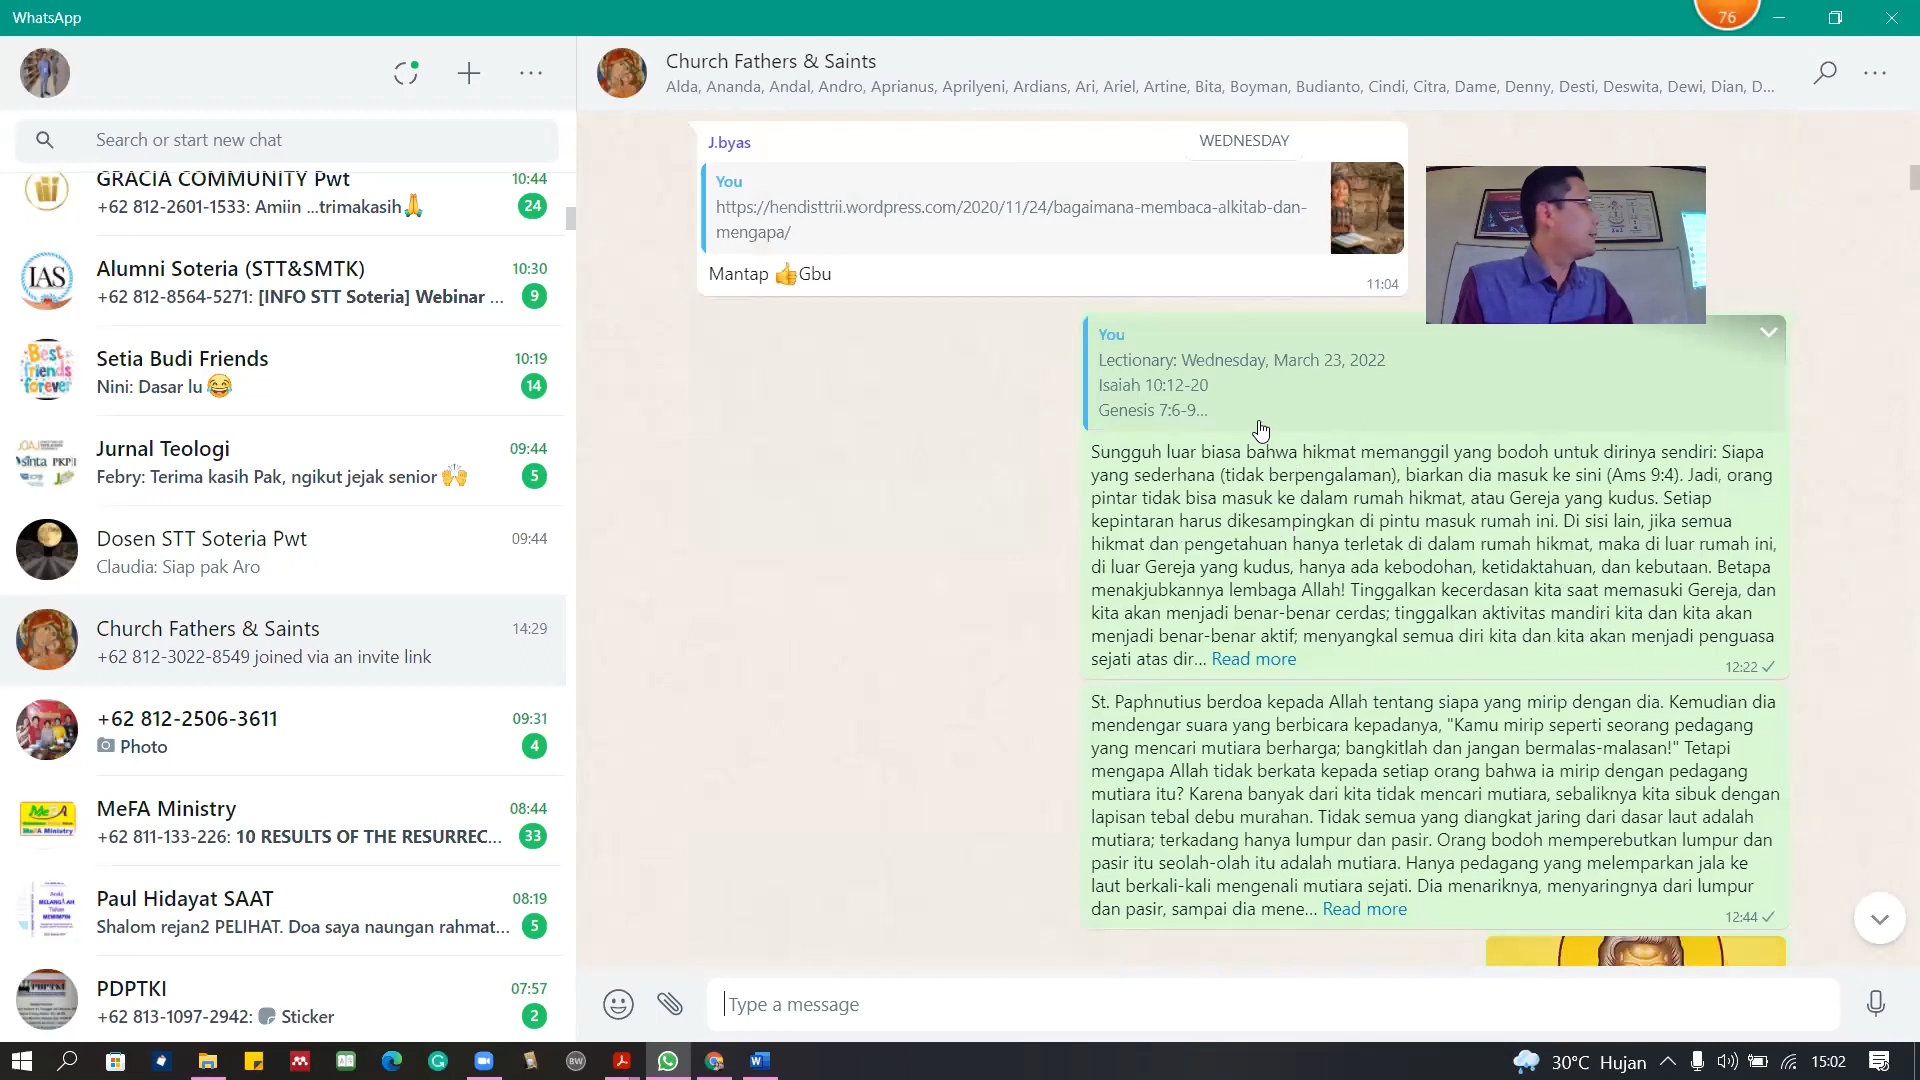 WhatsApp
76
Church Fathers & Saints
Alda, Ananda, Andal, Andro, Aprianus, Aprilyeni, Ardians, Ari, Ariel, Artine, Bita, Boyman, Budianto, Cindi, Citra, Dame, Denny, Desti, Deswita, Dewi, Dian, D...
Search or start new chat
GRACIA COMMUNITY Pwt 10:44
+62 812-2601-1533: Amiin ...trimakasih🙏 24
IAS
Alumni Soteria (STT&SMTK) 10:30
+62 812-8564-5271: [INFO STT Soteria] Webinar ... 9
Best friends forever
Setia Budi Friends 10:19
Nini: Dasar lu 😂 14
sinta
Jurnal Teologi 09:44
Febry: Terima kasih Pak, ngikut jejak senior 🙌 5
Dosen STT Soteria Pwt 09:44
Claudia: Siap pak Aro
Church Fathers & Saints 14:29
+62 812-3022-8549 joined via an invite link
+62 812-2506-3611 09:31
Photo 4
MeFA
MeFA Ministry
MeFA Ministry 08:44
+62 811-133-226: 10 RESULTS OF THE RESURREC... 33
Paul Hidayat SAAT 08:19
Shalom rejan2 PELIHAT. Doa saya naungan rahmat... 5
PDPTKI 07:57
+62 813-1097-2942: Sticker 2
J.byas
WEDNESDAY
You
https://hendisttrii.wordpress.com/2020/11/24/bagaimana-membaca-alkitab-dan-
mengapa/
Mantap 👍Gbu
11:04
You
Lectionary: Wednesday, March 23, 2022
Isaiah 10:12-20
Genesis 7:6-9...
Sungguh luar biasa bahwa hikmat memanggil yang bodoh untuk dirinya sendiri: Siapa
yang sederhana (tidak berpengalaman), biarkan dia masuk ke sini (Ams 9:4). Jadi, orang
pintar tidak bisa masuk ke dalam rumah hikmat, atau Gereja yang kudus. Setiap
kepintaran harus dikesampingkan di pintu masuk rumah ini. Di sisi lain, jika semua
hikmat dan pengetahuan hanya terletak di dalam rumah hikmat, maka di luar rumah ini,
di luar Gereja yang kudus, hanya ada kebodohan, ketidaktahuan, dan kebutaan. Betapa
menakjubkannya lembaga Allah! Tinggalkan kecerdasan kita saat memasuki Gereja, dan
kita akan menjadi benar-benar cerdas; tinggalkan aktivitas mandiri kita dan kita akan
menjadi benar-benar aktif; menyangkal semua diri kita dan kita akan menjadi penguasa
sejati atas dir... Read more
12:22
St. Paphnutius berdoa kepada Allah tentang siapa yang mirip dengan dia. Kemudian dia
mendengar suara yang berbicara kepadanya, "Kamu mirip seperti seorang pedagang
yang mencari mutiara berharga; bangkitlah dan jangan bermalas-malasan!" Tetapi
mengapa Allah tidak berkata kepada setiap orang bahwa ia mirip dengan pedagang
mutiara itu? Karena banyak dari kita tidak mencari mutiara, sebaliknya kita sibuk dengan
lapisan tebal debu murahan. Tidak semua yang diangkat jaring dari dasar laut adalah
mutiara; terkadang hanya lumpur dan pasir. Orang bodoh memperebutkan lumpur dan
pasir itu seolah-olah itu adalah mutiara. Hanya pedagang yang melemparkan jala ke
laut berkali-kali mengenali mutiara sejati. Dia menariknya, menyaringnya dari lumpur
dan pasir, sampai dia mene... Read more
12:44
Type a message
BW
30°C Hujan
15:02